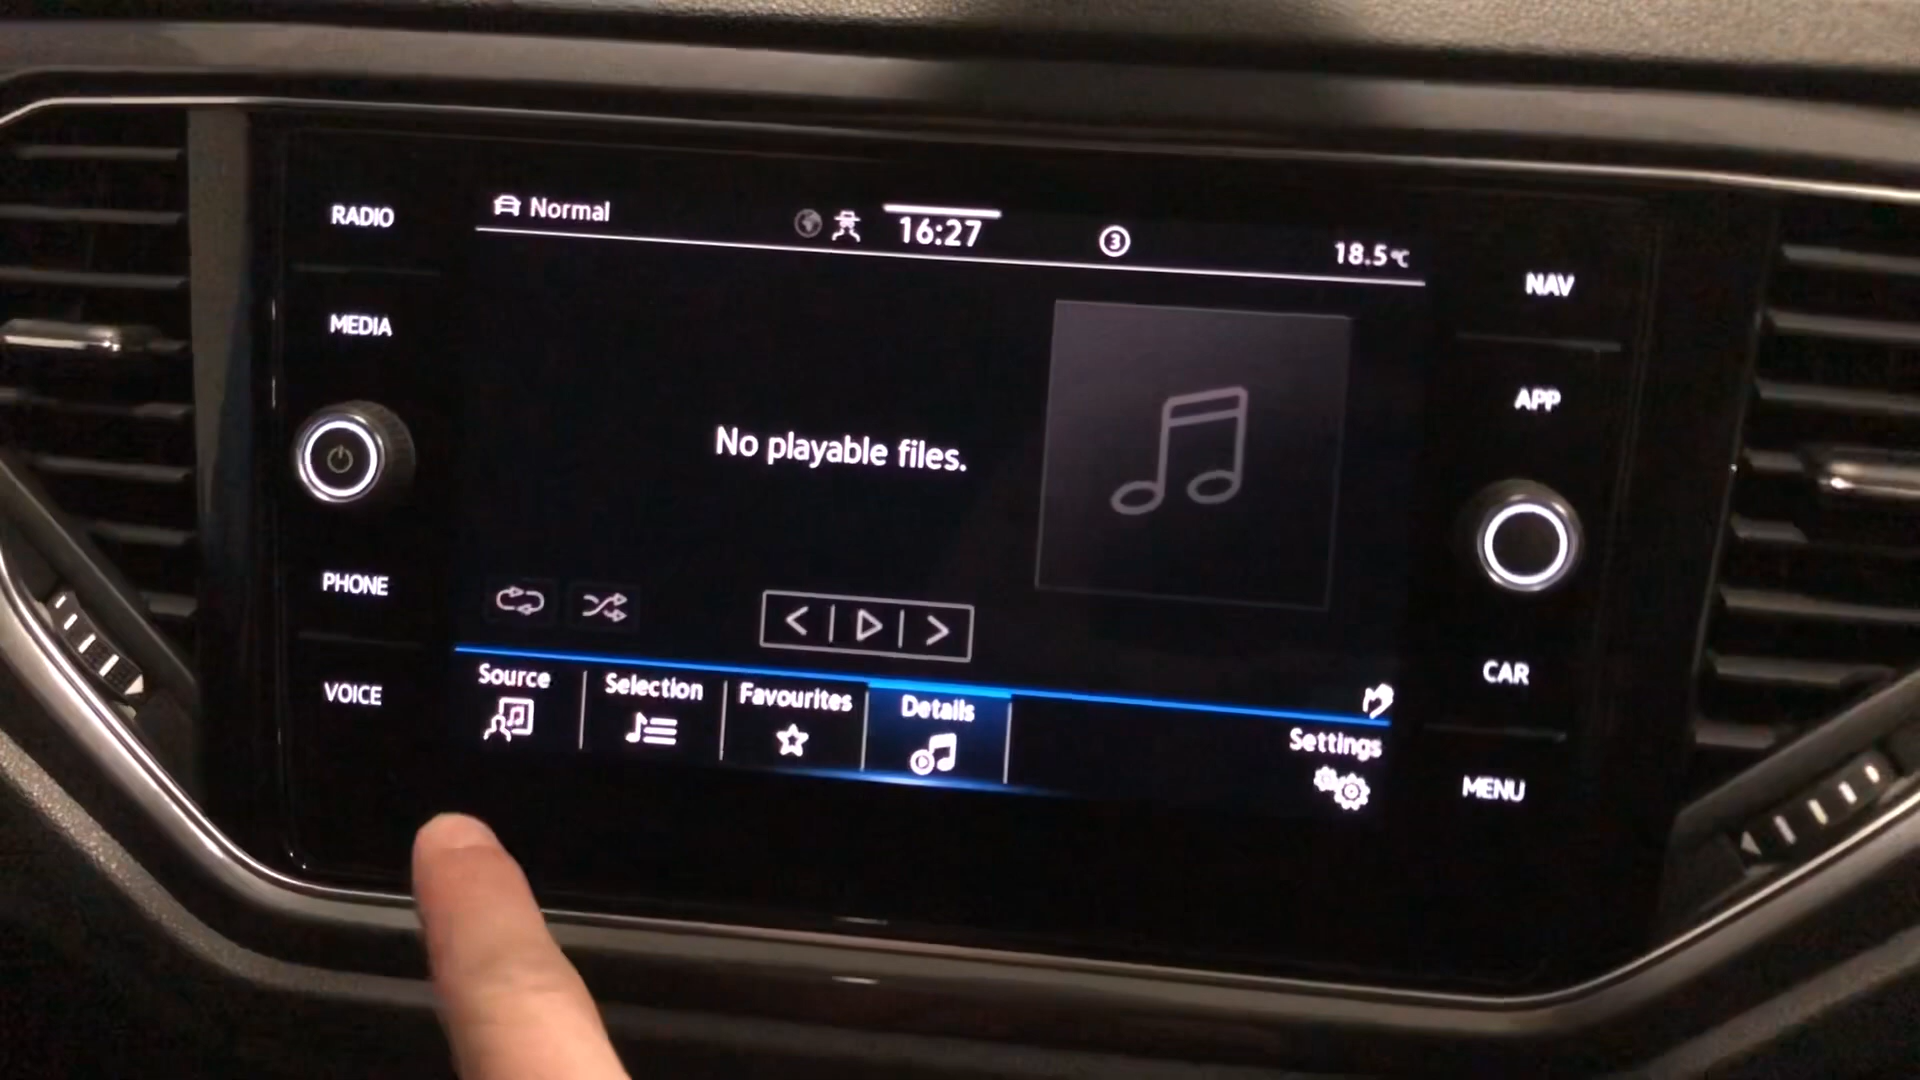 RADIO
MEDIA
PHONE
VOICE
Normal
16:27
3
18.5°C
No playable files.
Source
Selection
Favourites
Details
Settings
NAV
APP
CAR
MENU